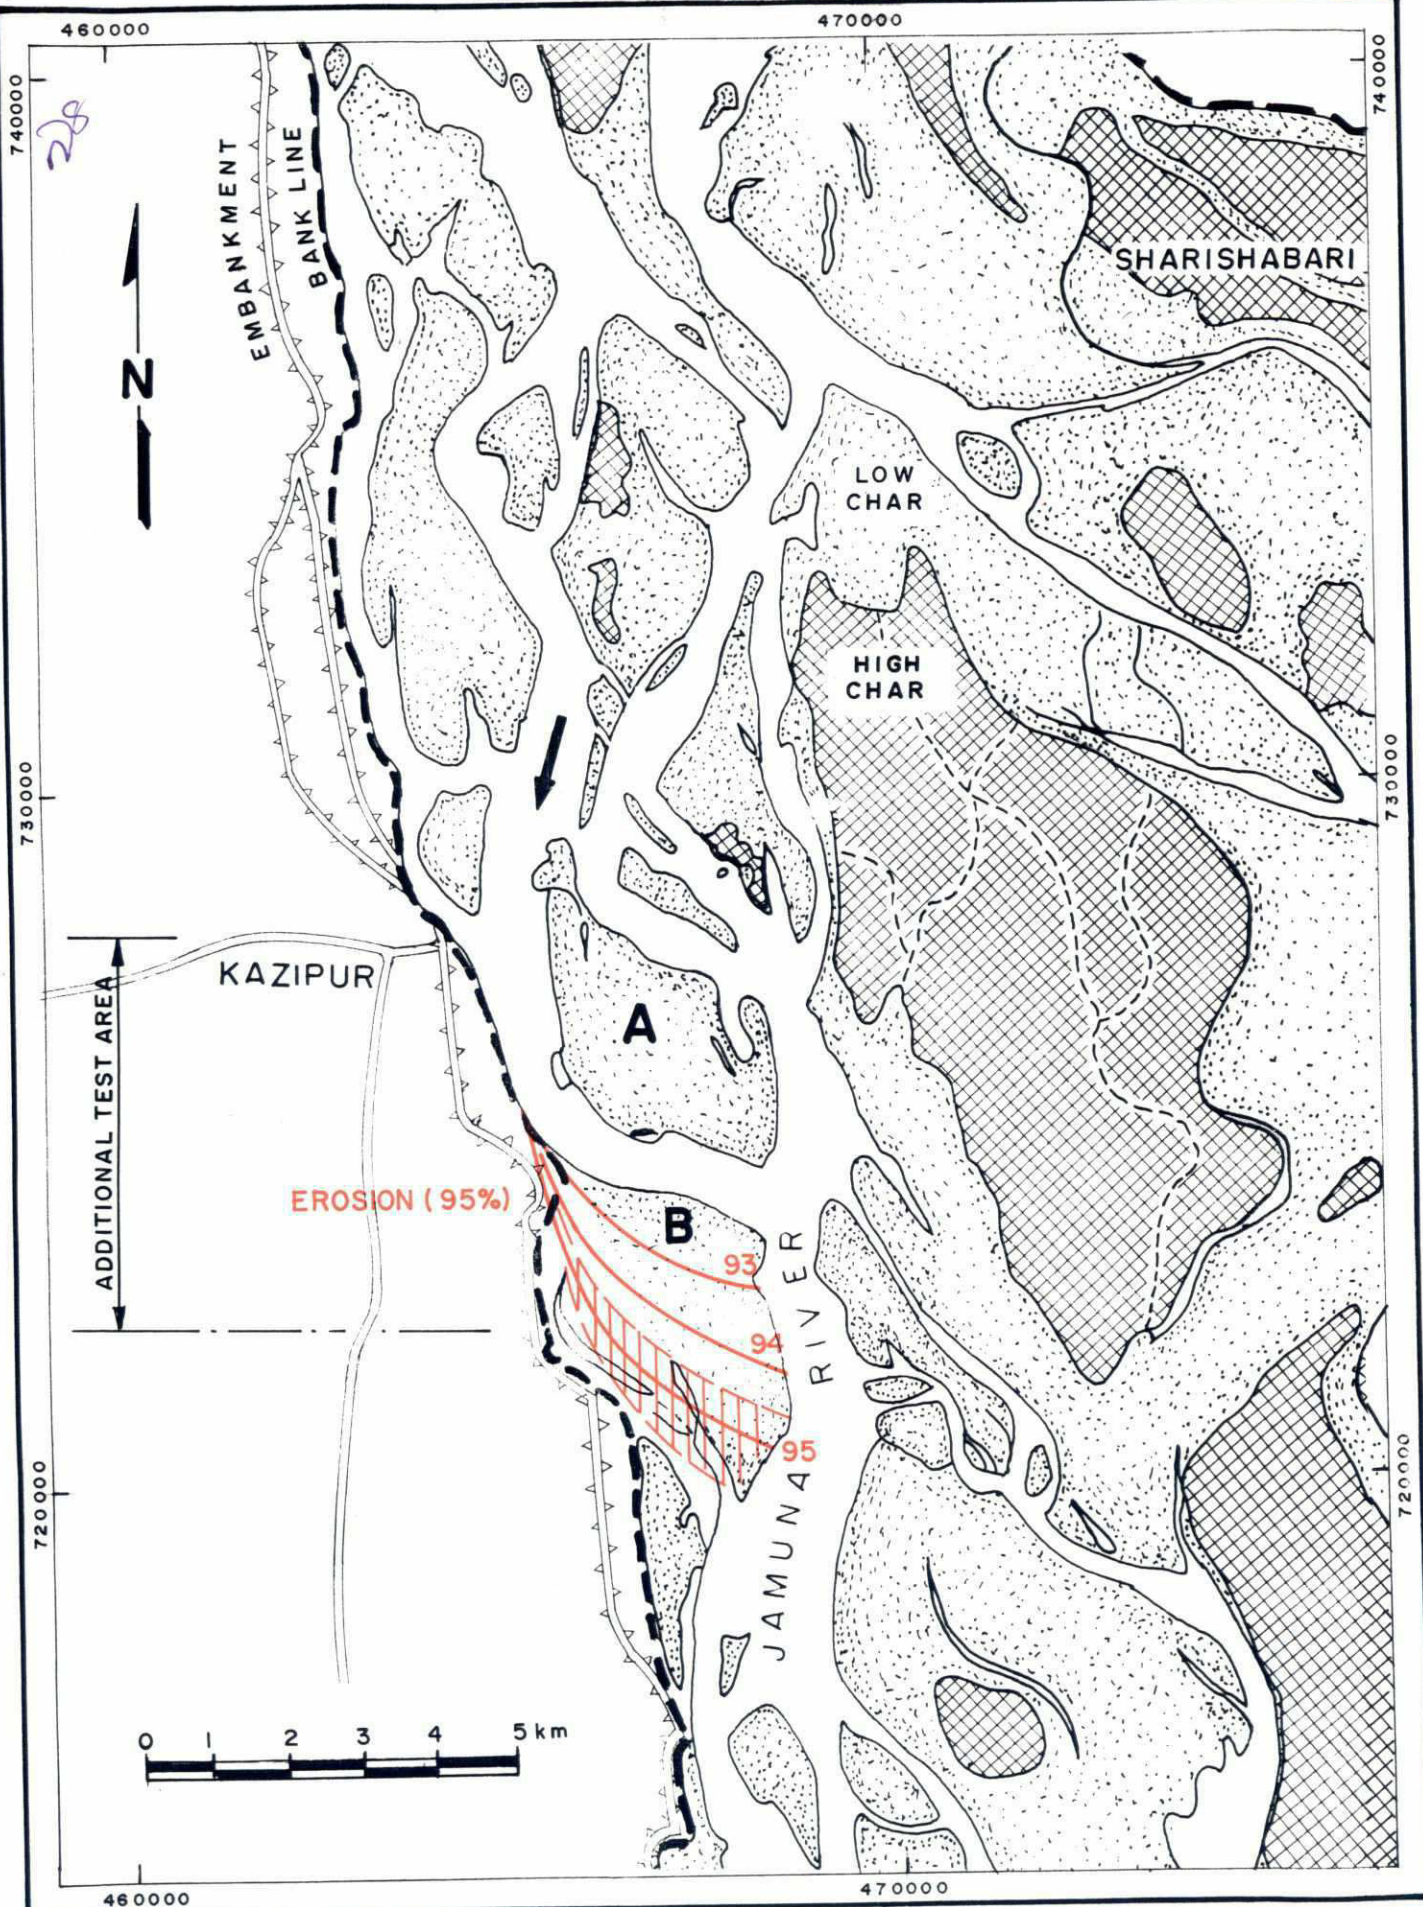 460000
470000
740000
740000
28
EMBANKMENT
BANK LINE
SHARISHABARI
N
LOW
CHAR
HIGH
CHAR
730000
730000
KAZIPUR
A
ADDITIONAL TEST AREA
EROSION (95%)
B
93
94
95
JAMUNA RIVER
720000
720000
0 1 2 3 4 5 km
460000
470000